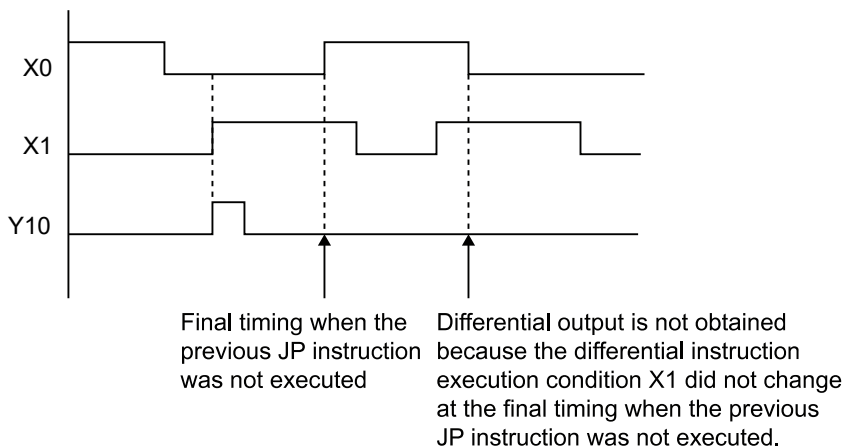 X0
X1
Y10
Final timing when the
previous JP instruction
was not executed
Differential output is not obtained
because the differential instruction
execution condition X1 did not change
at the final timing when the previous
JP instruction was not executed.